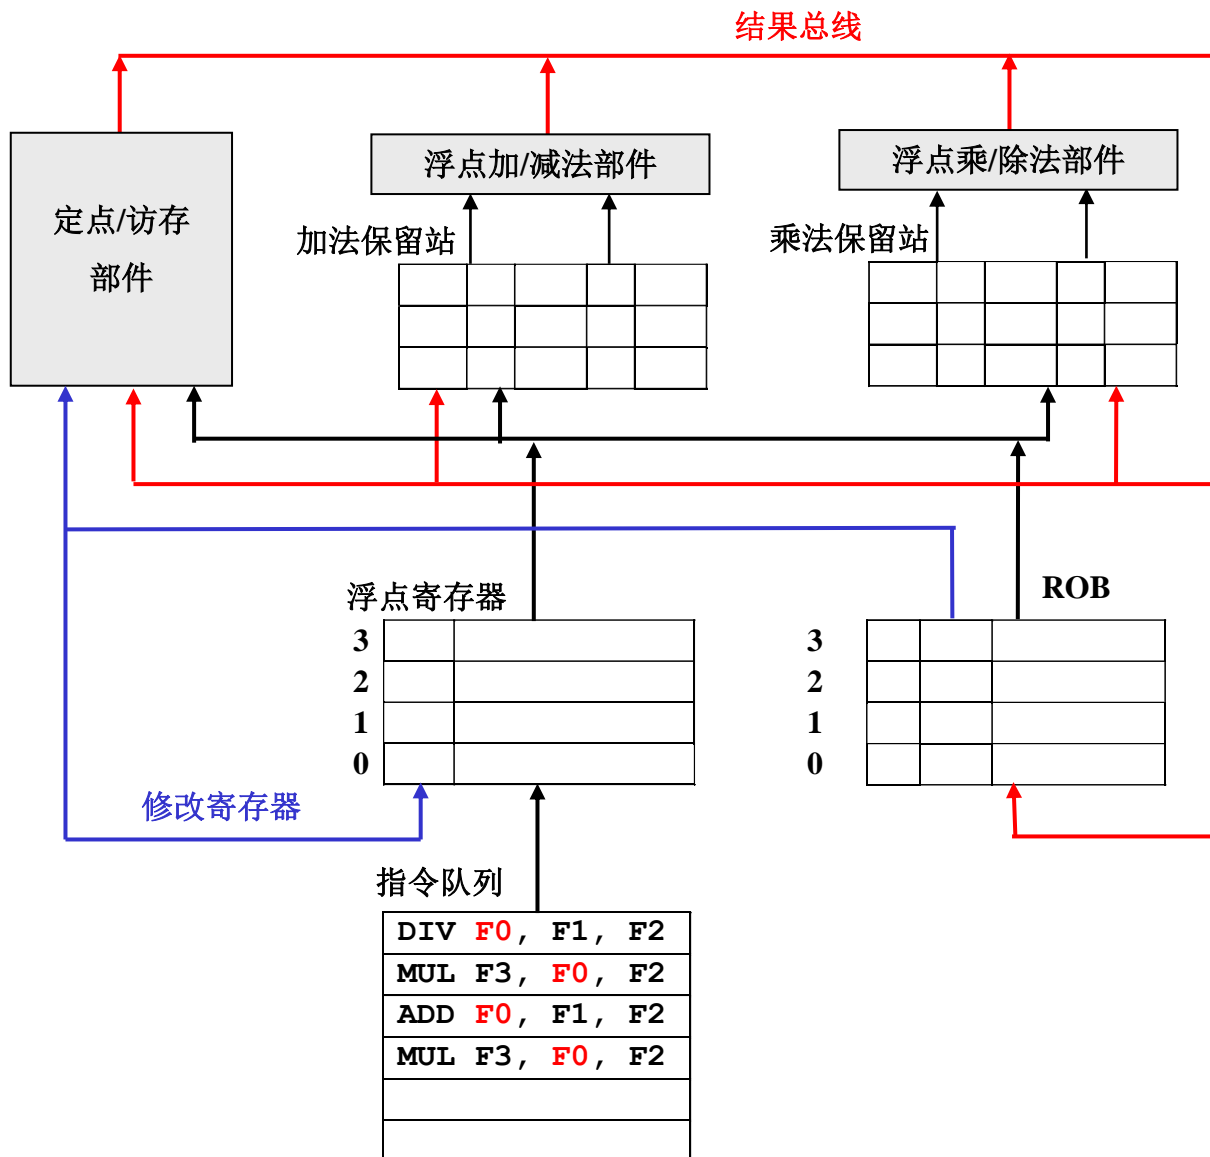 结果总线
浮点加/减法部件
浮点乘/除法部件
定点/访存
部件
加法保留站
乘法保留站
浮点寄存器
ROB
3
2
1
0
3
2
1
0
修改寄存器
指令队列
DIV F0, F1, F2
MUL F3, F0, F2
ADD F0, F1, F2
MUL F3, F0, F2